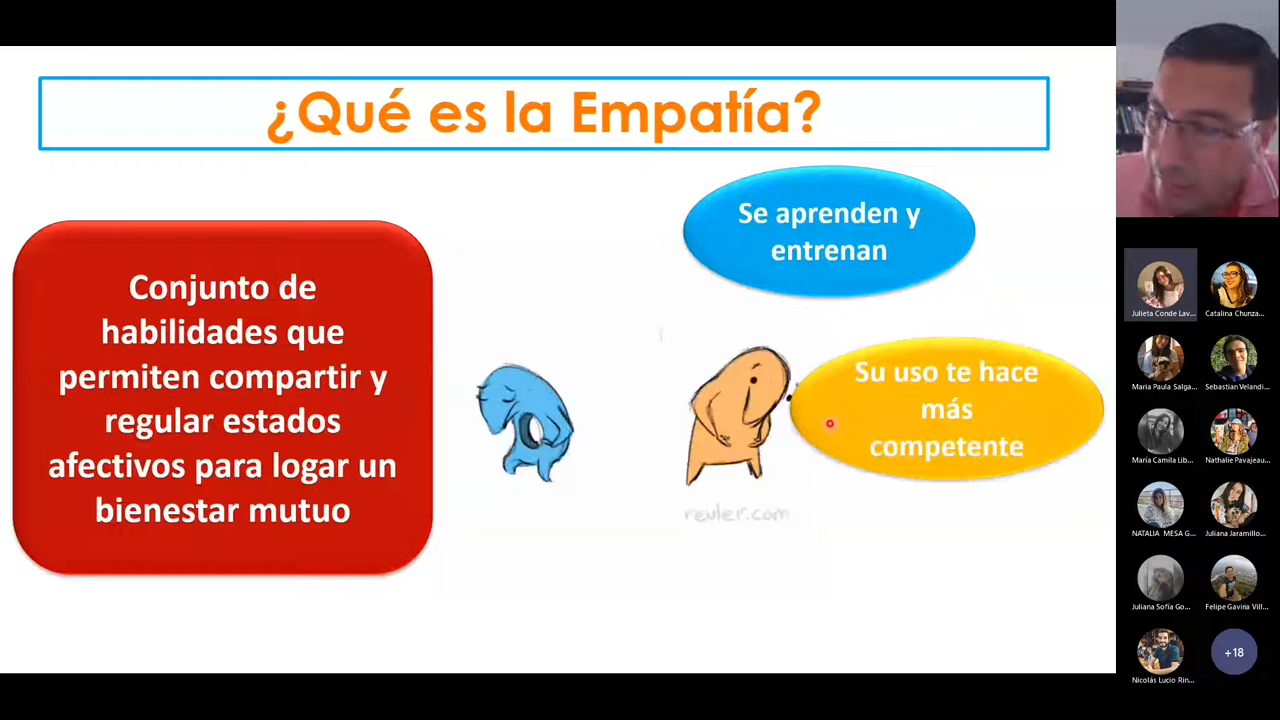 ¿Qué es la Empatía?
Se aprenden y
entrenan
Conjunto de
habilidades que
permiten compartir y
regular estados
afectivos para logar un
bienestar mutuo
Su uso te hace
más
competente
reuler.com
Julieta Conde Lav...
Catalina Chunza...
Maria Paula Salga...
Sebastian Velandi...
María Camila Lib...
Nathalie Pavajeau...
NATALIA MESA G...
Juliana Jaramillo...
Juliana Sofía Go...
Felipe Gaviria Vill...
Nicolás Lucio Rin...
+18